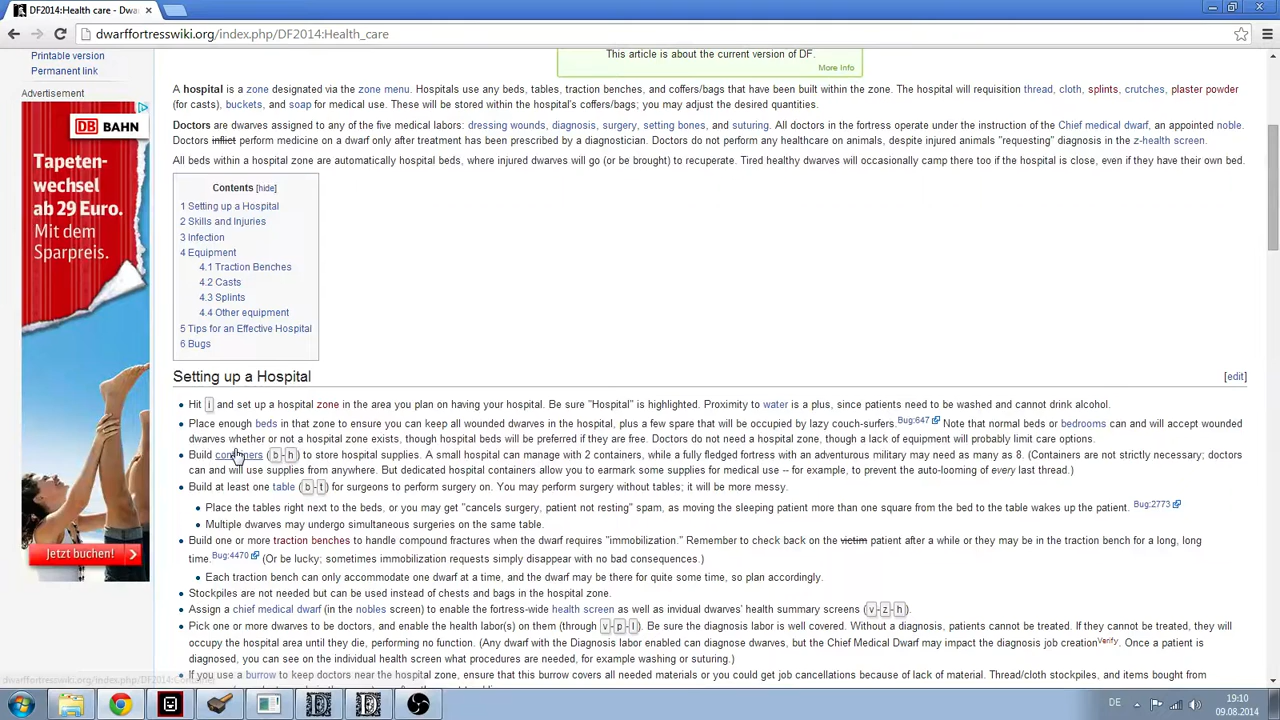 DF2014:Health care - Dwar
dwarffortresswiki.org/index.php/DF2014:Health_care
Printable version
Permanent link
Advertisement
DB BAHN
Tapeten-
wechsel
ab 29 Euro.
Mit dem
Sparpreis.
Jetzt buchen!
This article is about the current version of DF.
More Info
A hospital is a zone designated via the zone menu. Hospitals use any beds, tables, traction benches, and coffers/bags that have been built within the zone. The hospital will requisition thread, cloth, splints, crutches, plaster powder
(for casts), buckets, and soap for medical use. These will be stored within the hospital's coffers/bags; you may adjust the desired quantities.
Doctors are dwarves assigned to any of the five medical labors: dressing wounds, diagnosis, surgery, setting bones, and suturing. All doctors in the fortress operate under the instruction of the Chief medical dwarf, an appointed noble.
Doctors inflict perform medicine on a dwarf only after treatment has been prescribed by a diagnostician. Doctors do not perform any healthcare on animals, despite injured animals "requesting" diagnosis in the z-health screen.
All beds within a hospital zone are automatically hospital beds, where injured dwarves will go (or be brought) to recuperate. Tired healthy dwarves will occasionally camp there too if the hospital is close, even if they have their own bed.
Contents [hide]
1 Setting up a Hospital
2 Skills and Injuries
3 Infection
4 Equipment
4.1 Traction Benches
4.2 Casts
4.3 Splints
4.4 Other equipment
5 Tips for an Effective Hospital
6 Bugs
Setting up a Hospital [edit]
Hit i and set up a hospital zone in the area you plan on having your hospital. Be sure "Hospital" is highlighted. Proximity to water is a plus, since patients need to be washed and cannot drink alcohol.
Place enough beds in that zone to ensure you can keep all wounded dwarves in the hospital, plus a few spare that will be occupied by lazy couch-surfers. Bug:647 Note that normal beds or bedrooms can and will accept wounded
dwarves whether or not a hospital zone exists, though hospital beds will be preferred if they are free. Doctors do not need a hospital zone, though a lack of equipment will probably limit care options.
Build containers (b-h) to store hospital supplies. A small hospital can manage with 2 containers, while a fully fledged fortress with an adventurous military may need as many as 8. (Containers are not strictly necessary; doctors
can and will use supplies from anywhere. But dedicated hospital containers allow you to earmark some supplies for medical use -- for example, to prevent the auto-looming of every last thread.)
Build at least one table (b-t) for surgeons to perform surgery on. You may perform surgery without tables; it will be more messy.
Place the tables right next to the beds, or you may get "cancels surgery, patient not resting" spam, as moving the sleeping patient more than one square from the bed to the table wakes up the patient. Bug:2773
Multiple dwarves may undergo simultaneous surgeries on the same table.
Build one or more traction benches to handle compound fractures when the dwarf requires "immobilization." Remember to check back on the victim patient after a while or they may be in the traction bench for a long, long
time. Bug:4470 (Or be lucky; sometimes immobilization requests simply disappear with no bad consequences.)
Each traction bench can only accommodate one dwarf at a time, and the dwarf may be there for quite some time, so plan accordingly.
Stockpiles are not needed but can be used instead of chests and bags in the hospital zone.
Assign a chief medical dwarf (in the nobles screen) to enable the fortress-wide health screen as well as invidual dwarves' health summary screens (v-z-h).
Pick one or more dwarves to be doctors, and enable the health labor(s) on them (through v-p-l). Be sure the diagnosis labor is well covered. Without a diagnosis, patients cannot be treated. If they cannot be treated, they will
occupy the hospital area until they die, performing no function. (Any dwarf with the Diagnosis labor enabled can diagnose dwarves, but the Chief Medical Dwarf may impact the diagnosis job creation Verify. Once a patient is
diagnosed, you can see on the individual health screen what procedures are needed, for example washing or suturing.)
If you use a burrow to keep doctors near the hospital zone, ensure that this burrow covers all needed materials or you could get job cancellations because of lack of material. Thread/cloth stockpiles, and items bought from
DE
19:10
09.08.2014